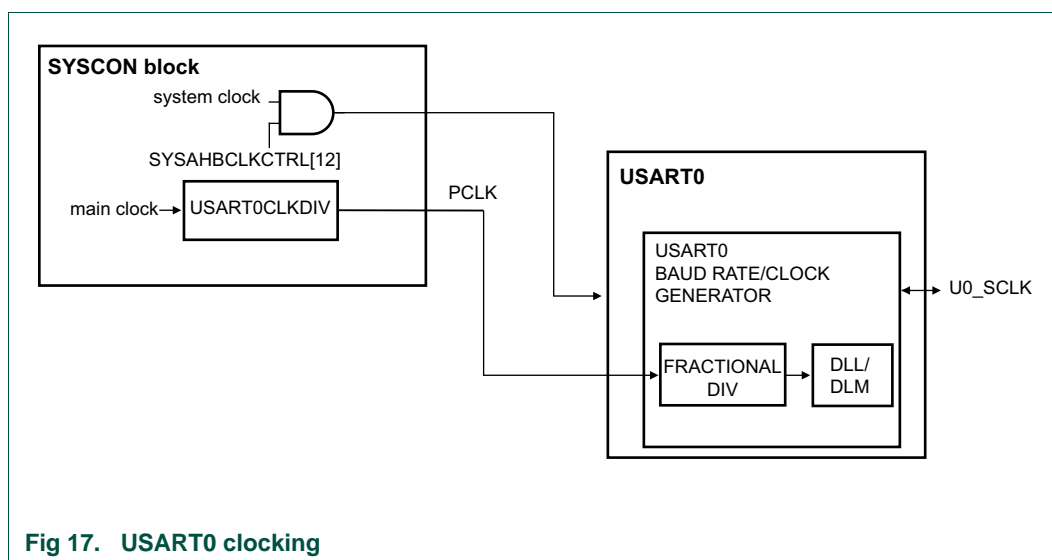 SYSCON block
system clock
SYSAHBCLKCTRL[12]
main clock
USART0CLKDIV
PCLK
USART0
USART0
BAUD RATE/CLOCK
GENERATOR
U0_SCLK
FRACTIONAL
DIV
DLL/
DLM
Fig 17. USART0 clocking